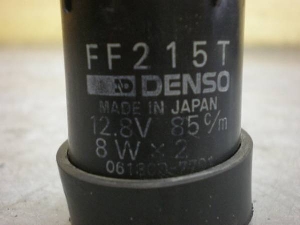 FF215T
DENSO
MADE IN JAPAN
12.8V 85c/m
8W×2